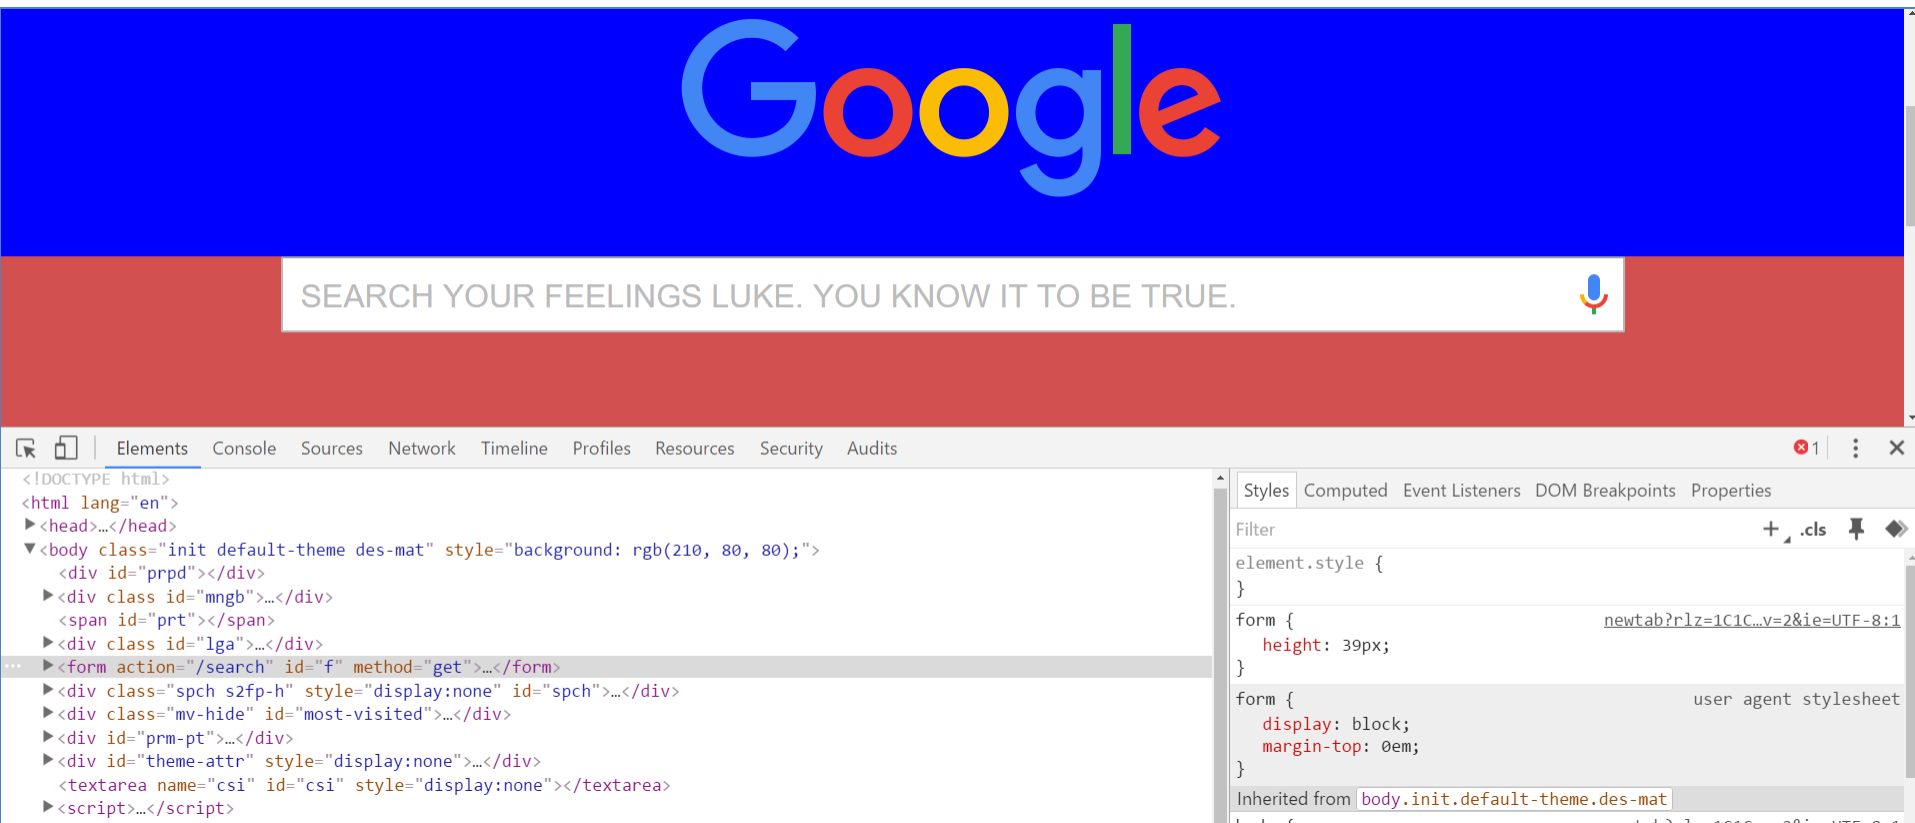 Google
SEARCH YOUR FEELINGS LUKE. YOU KNOW IT TO BE TRUE.
Elements Console Sources Network Timeline Profiles Resources Security Audits 1
<!DOCTYPE html>
<html lang="en">
<head>…</head>
<body class="init default-theme des-mat" style="background: rgb(210, 80, 80);">
<div id="prpd"></div>
<div class id="mngb">…</div>
<span id="prt"></span>
<div class id="lga">…</div>
<form action="/search" id="f" method="get">…</form>
<div class="spch s2fp-h" style="display:none" id="spch">…</div>
<div class="mv-hide" id="most-visited">…</div>
<div id="prm-pt">…</div>
<div id="theme-attr" style="display:none">…</div>
<textarea name="csi" id="csi" style="display:none"></textarea>
<script>…</script>
Styles Computed Event Listeners DOM Breakpoints Properties
Filter + .cls
element.style {
}
form { newtab?rlz=1C1C…v=2&ie=UTF-8:1
height: 39px;
}
form { user agent stylesheet
display: block;
margin-top: 0em;
}
Inherited from body.init.default-theme.des-mat